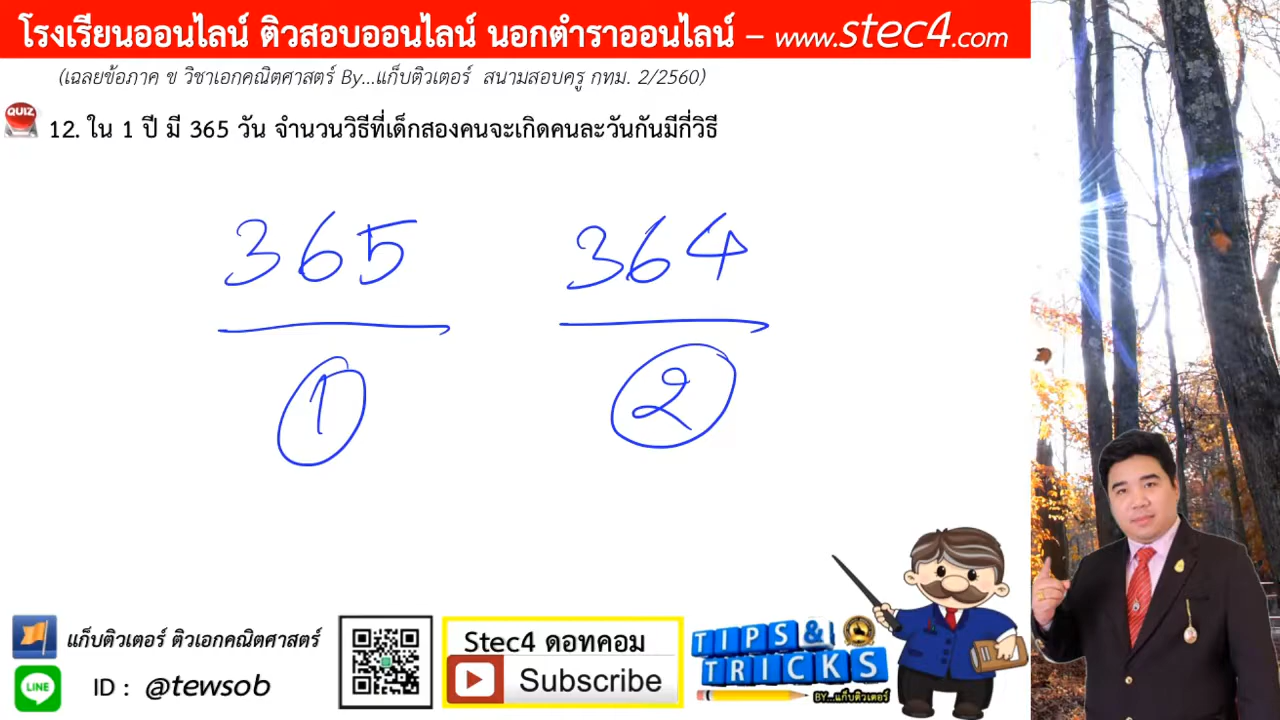 โรงเรียนออนไลน์ ติวสอบออนไลน์ นอกตำราออนไลน์ – www.stec4.com
(เฉลยข้อภาค ข วิชาเอกคณิตศาสตร์ By...แก็บติวเตอร์ สนามสอบครู กทม. 2/2560)
QUIZ
12. ใน 1 ปี มี 365 วัน จำนวนวิธีที่เด็กสองคนจะเกิดคนละวันกันมีกี่วิธี
365 364
1 2
แก็บติวเตอร์ ติวเอกคณิตศาสตร์
LINE
ID : @tewsob
Stec4 ดอทคอม
Subscribe
TIPS &
TRICKS
BY...แก็บติวเตอร์